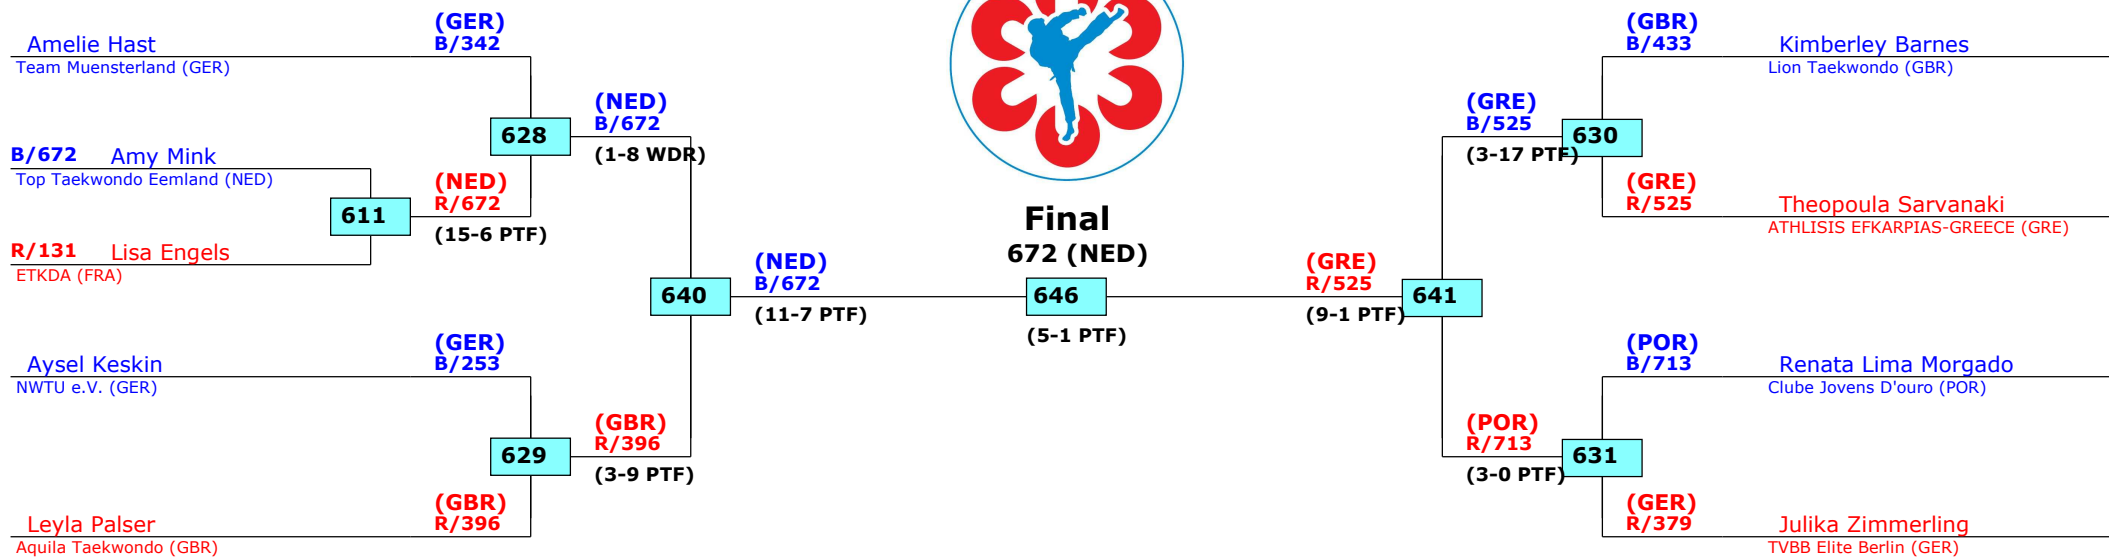 (GER)
Amelie Hast B/342
Team Muensterland (GER)
(NED)
B/672
628
(1-8 WDR)
B/672 Amy Mink
Top Taekwondo Eemland (NED)
(NED)
R/672
611
(15-6 PTF)
R/131 Lisa Engels
ETKDA (FRA)
(NED)
B/672
640
(11-7 PTF)
(GER)
Aysel Keskin B/253
NWTU e.V. (GER)
(GBR)
R/396
629
(3-9 PTF)
(GBR)
Leyla Palser R/396
Aquila Taekwondo (GBR)
Final
672 (NED)
646
(5-1 PTF)
(GBR)
B/433 Kimberley Barnes
Lion Taekwondo (GBR)
(GRE)
B/525
630
(3-17 PTF)
(GRE)
R/525 Theopoula Sarvanaki
ATHLISIS EFKARPIAS-GREECE (GRE)
(GRE)
R/525
641
(9-1 PTF)
(POR)
B/713 Renata Lima Morgado
Clube Jovens D'ouro (POR)
(POR)
R/713
631
(3-0 PTF)
(GER)
R/379 Julika Zimmerling
TVBB Elite Berlin (GER)